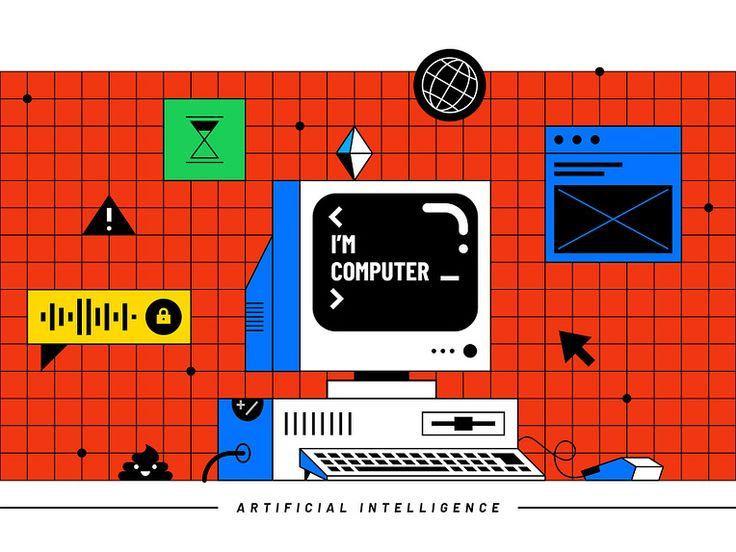 <
I'M
COMPUTER _
>
ARTIFICIAL INTELLIGENCE